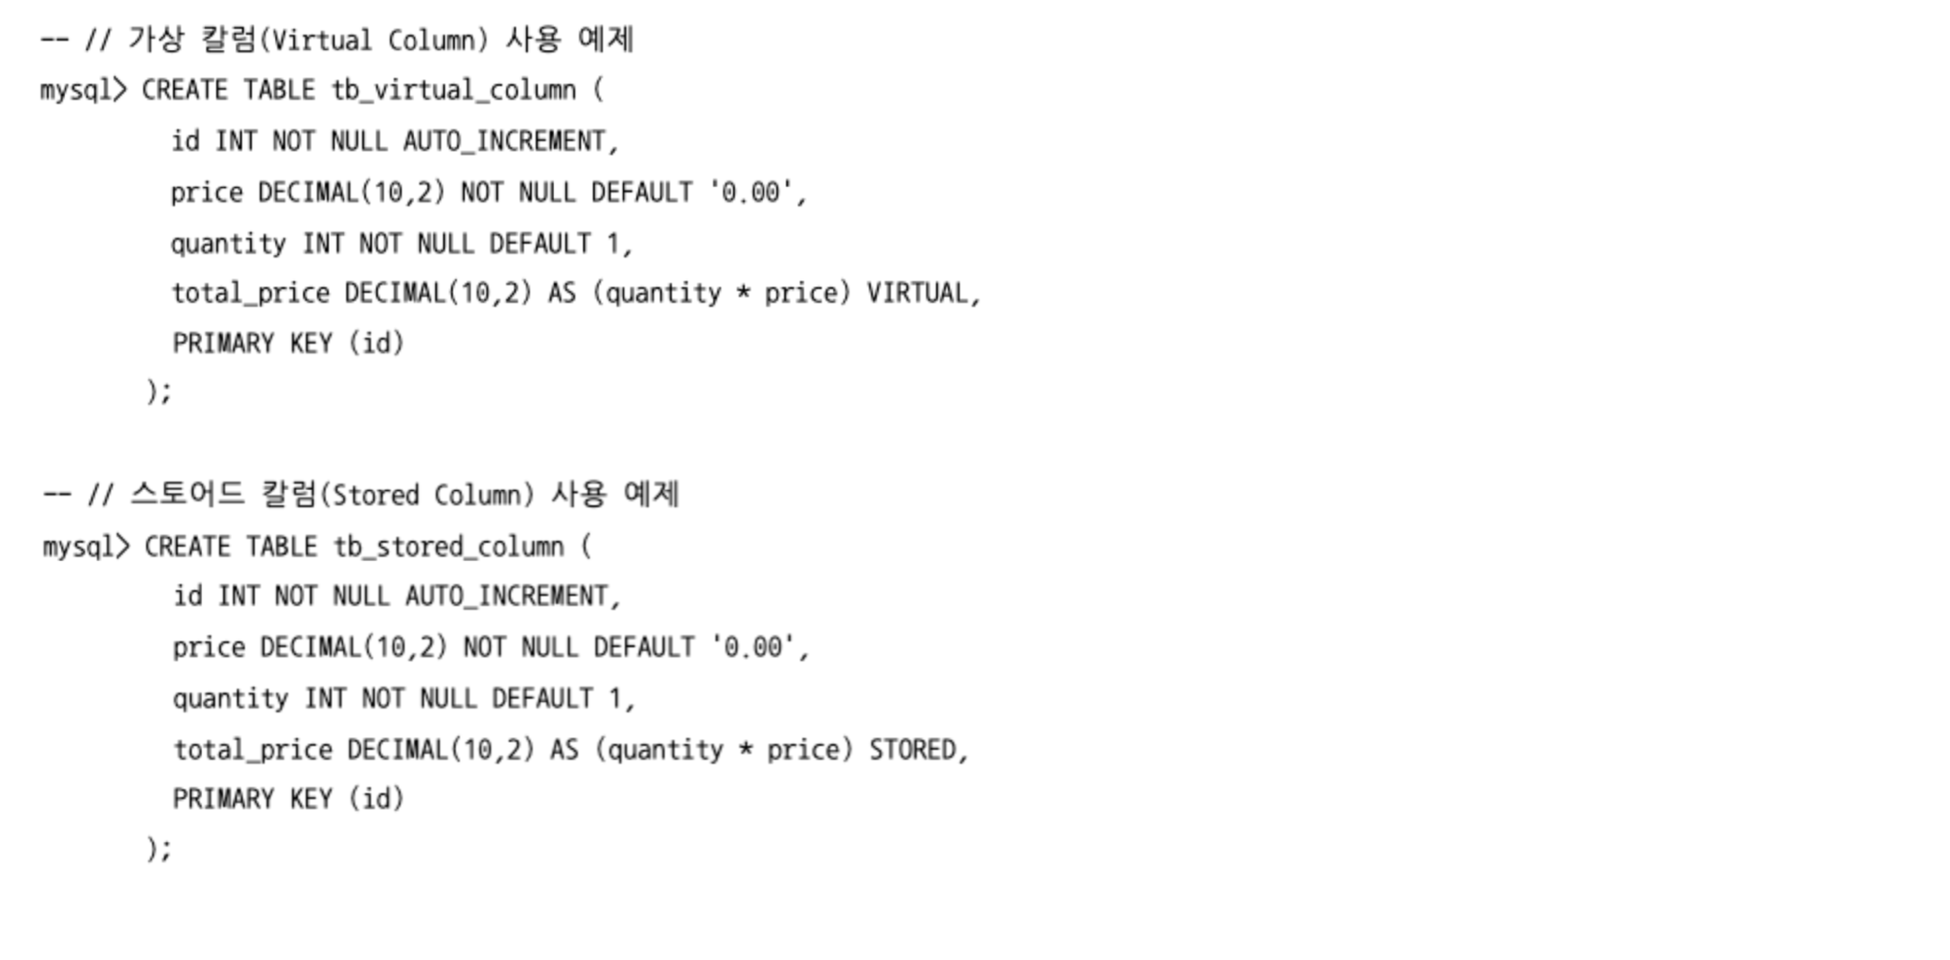 -- // 가상 칼럼(Virtual Column) 사용 예제
mysql> CREATE TABLE tb_virtual_column (
id INT NOT NULL AUTO_INCREMENT,
price DECIMAL(10,2) NOT NULL DEFAULT '0.00',
quantity INT NOT NULL DEFAULT 1,
total_price DECIMAL(10,2) AS (quantity * price) VIRTUAL,
PRIMARY KEY (id)
);
-- // 스토어드 칼럼(Stored Column) 사용 예제
mysql> CREATE TABLE tb_stored_column (
id INT NOT NULL AUTO_INCREMENT,
price DECIMAL(10,2) NOT NULL DEFAULT '0.00',
quantity INT NOT NULL DEFAULT 1,
total_price DECIMAL(10,2) AS (quantity * price) STORED,
PRIMARY KEY (id)
);